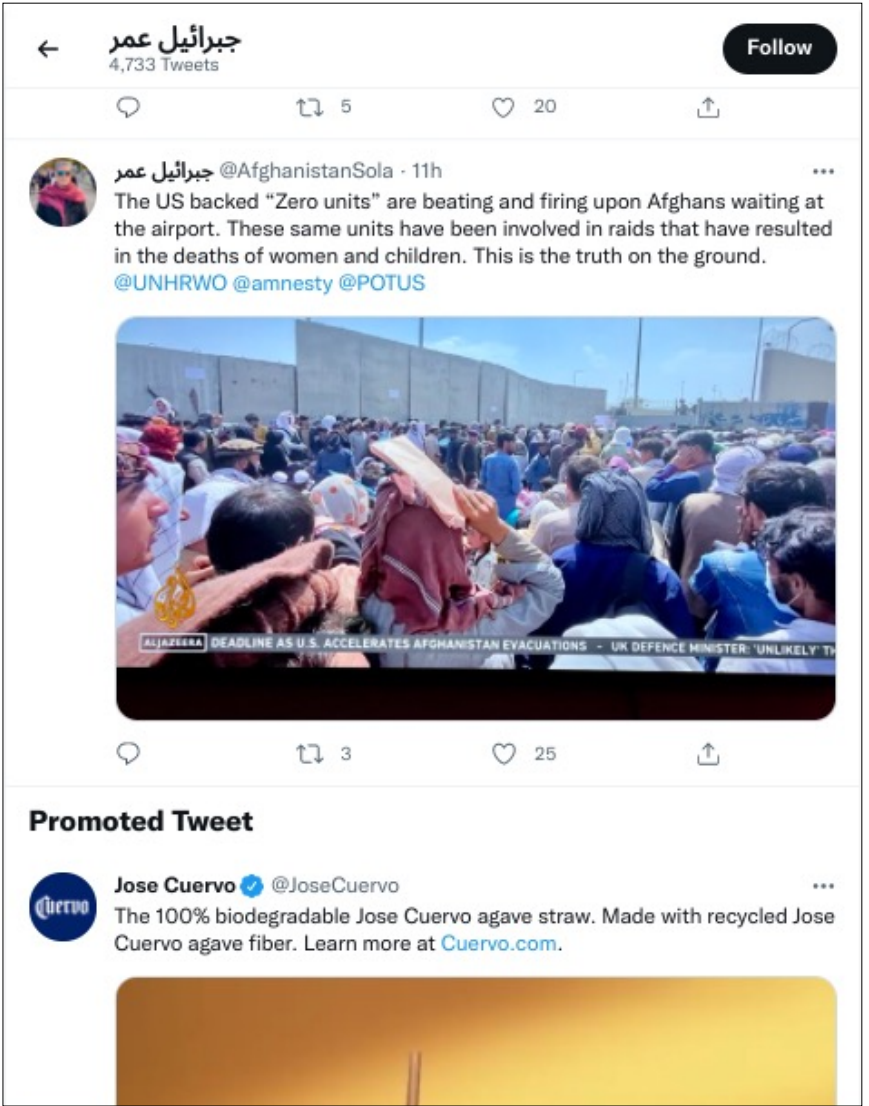 جبرائيل عمر
4,733 Tweets
Follow
5
20
جبرائيل عمر @AfghanistanSola · 11h
The US backed “Zero units” are beating and firing upon Afghans waiting at
the airport. These same units have been involved in raids that have resulted
in the deaths of women and children. This is the truth on the ground.
@UNHRWO @amnesty @POTUS
ALJAZEERA DEADLINE AS U.S. ACCELERATES AFGHANISTAN EVACUATIONS - UK DEFENCE MINISTER: 'UNLIKELY' TH
3
25
Promoted Tweet
Cuervo
Jose Cuervo @JoseCuervo
The 100% biodegradable Jose Cuervo agave straw. Made with recycled Jose
Cuervo agave fiber. Learn more at Cuervo.com.